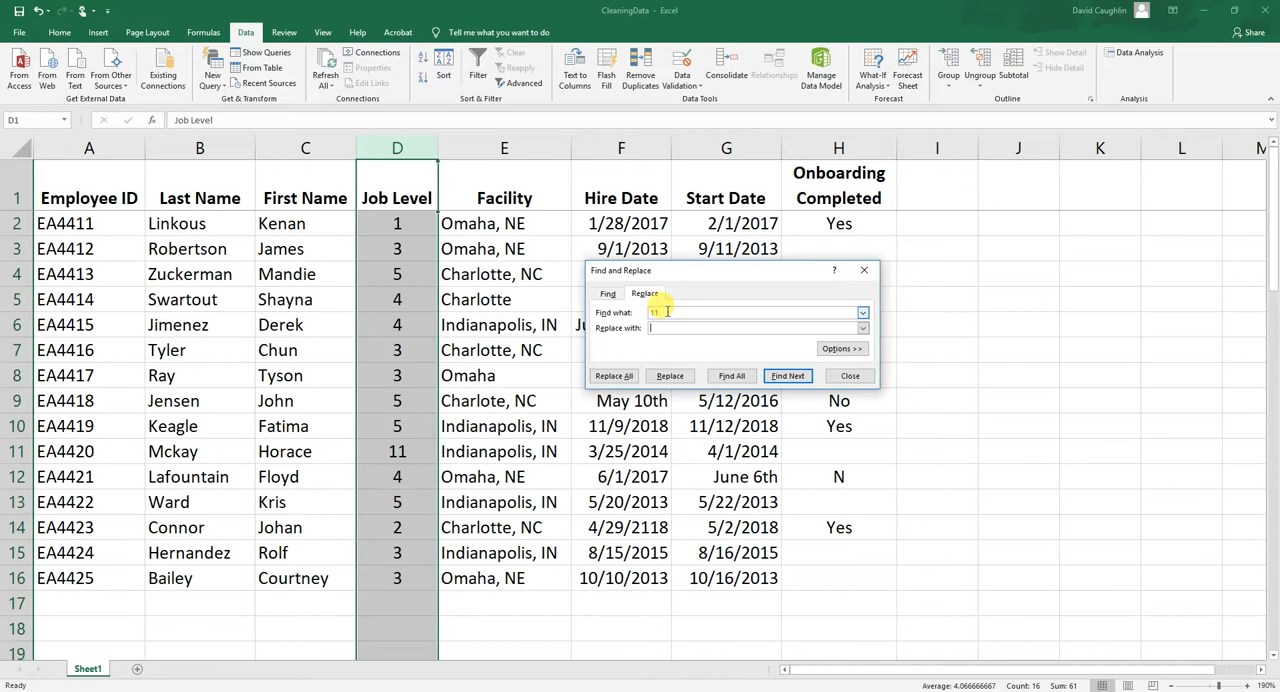 CleaningData - Excel
David Caughlin
File Home Insert Page Layout Formulas Data Review View Help Acrobat Tell me what you want to do Share
From Access
From Web
From Text
From Other Sources
Existing Connections
Get External Data
New Query
Show Queries
From Table
Recent Sources
Get & Transform
Refresh All
Connections
Properties
Edit Links
Connections
Sort
Filter
Clear
Reapply
Advanced
Sort & Filter
Text to Columns
Flash Fill
Remove Duplicates
Data Validation
Consolidate
Relationships
Manage Data Model
Data Tools
What-If Analysis
Forecast Sheet
Forecast
Group
Ungroup
Subtotal
Show Detail
Hide Detail
Outline
Data Analysis
Analysis
D1 fx Job Level
A B C D E F G H I J K L M
1 Employee ID Last Name First Name Job Level Facility Hire Date Start Date Onboarding Completed
2 EA4411 Linkous Kenan 1 Omaha, NE 1/28/2017 2/1/2017 Yes
3 EA4412 Robertson James 3 Omaha, NE 9/1/2013 9/11/2013
4 EA4413 Zuckerman Mandie 5 Charlotte, NC
5 EA4414 Swartout Shayna 4 Charlotte
6 EA4415 Jimenez Derek 4 Indianapolis, IN
7 EA4416 Tyler Chun 3 Charlotte, NC
8 EA4417 Ray Tyson 3 Omaha
9 EA4418 Jensen John 5 Charlote, NC May 10th 5/12/2016 No
10 EA4419 Keagle Fatima 5 Indianapolis, IN 11/9/2018 11/12/2018 Yes
11 EA4420 Mckay Horace 11 Indianapolis, IN 3/25/2014 4/1/2014
12 EA4421 Lafountain Floyd 4 Omaha, NE 6/1/2017 June 6th N
13 EA4422 Ward Kris 5 Indianapolis, IN 5/20/2013 5/22/2013
14 EA4423 Connor Johan 2 Charlotte, NC 4/29/2118 5/2/2018 Yes
15 EA4424 Hernandez Rolf 3 Indianapolis, IN 8/15/2015 8/16/2015
16 EA4425 Bailey Courtney 3 Omaha, NE 10/10/2013 10/16/2013
17
18
19
Find and Replace ?
Find Replace
Find what: 11
Replace with:
Options >>
Replace All Replace Find All Find Next Close
Sheet1
Ready Average: 4.066666667 Count: 16 Sum: 61 190%